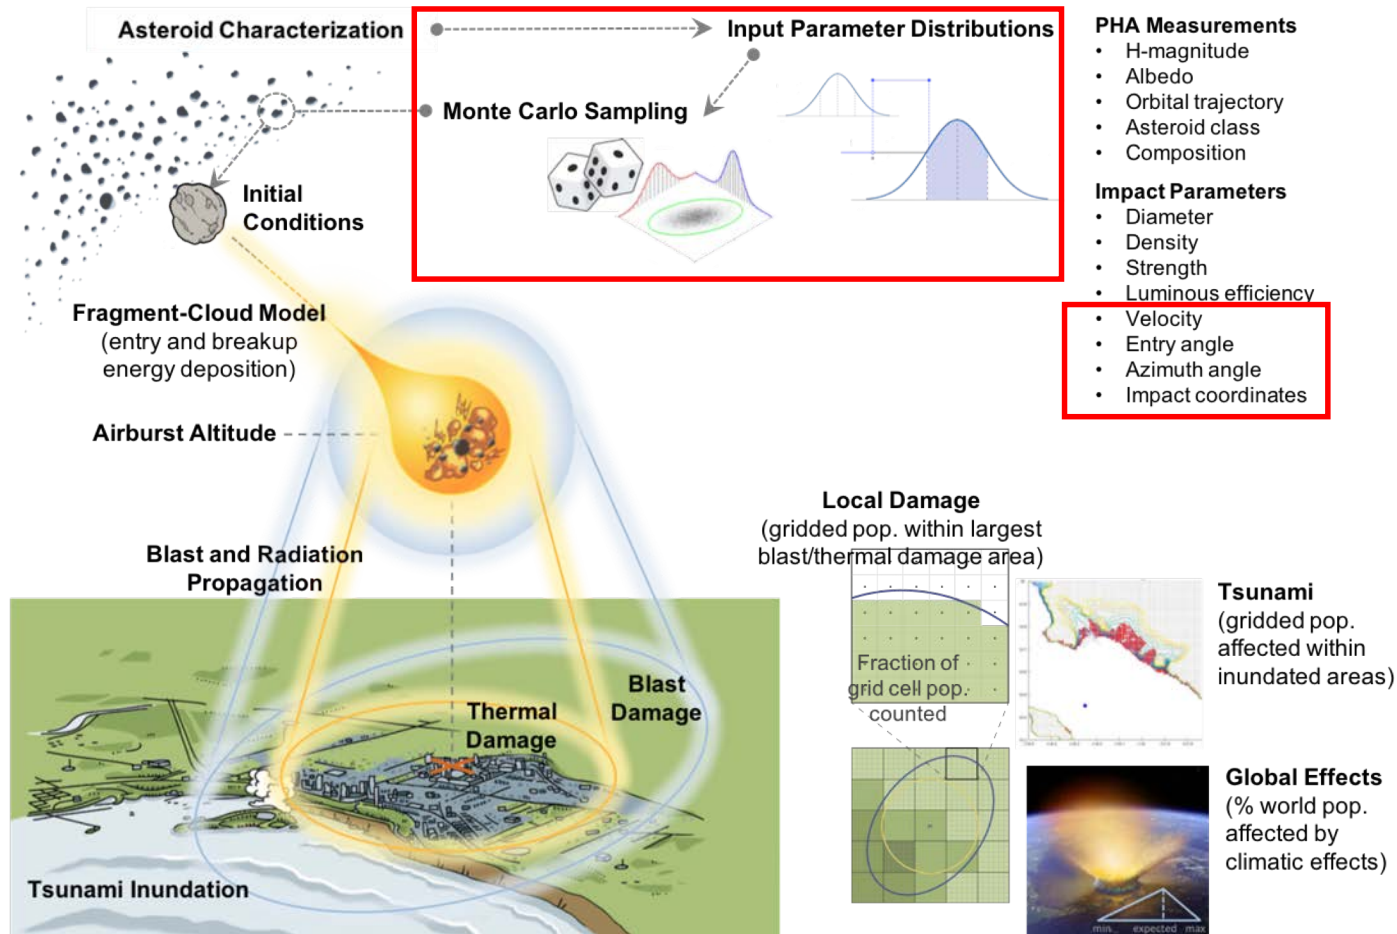 Asteroid Characterization
Input Parameter Distributions
Monte Carlo Sampling
Initial
Conditions
Fragment-Cloud Model
(entry and breakup
energy deposition)
Airburst Altitude
Blast and Radiation
Propagation
Blast
Damage
Thermal
Damage
Tsunami Inundation
PHA Measurements
• H-magnitude
• Albedo
• Orbital trajectory
• Asteroid class
• Composition
Impact Parameters
• Diameter
• Density
• Strength
• Luminous efficiency
• Velocity
• Entry angle
• Azimuth angle
• Impact coordinates
Local Damage
(gridded pop. within largest
blast/thermal damage area)
Fraction of
grid cell pop.
counted
Tsunami
(gridded pop.
affected within
inundated areas)
Global Effects
(% world pop.
affected by
climatic effects)
min expected max